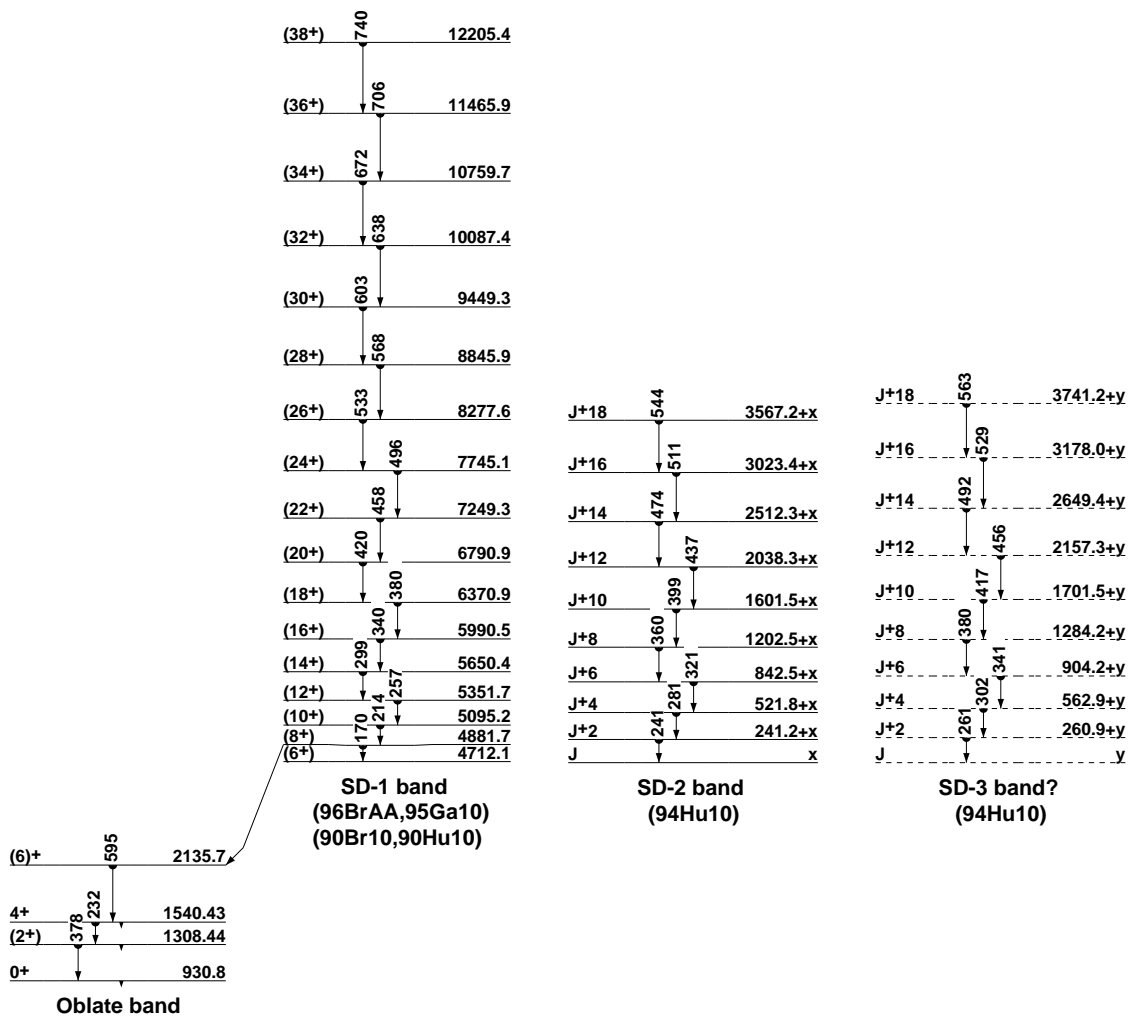 (38+) 740 12205.4
(36+) 706 11465.9
(34+) 672 10759.7
(32+) 638 10087.4
(30+) 603 9449.3
(28+) 568 8845.9
(26+) 533 8277.6
(24+) 496 7745.1
(22+) 458 7249.3
(20+) 420 6790.9
(18+) 380 6370.9
(16+) 340 5990.5
(14+) 299 5650.4
(12+) 257 5351.7
(10+) 214 5095.2
(8+) 170 4881.7
(6+) 4712.1
SD-1 band
(96BrAA,95Ga10)
(90Br10,90Hu10)
J+18 544 3567.2+x
J+16 511 3023.4+x
J+14 474 2512.3+x
J+12 437 2038.3+x
J+10 399 1601.5+x
J+8 360 1202.5+x
J+6 321 842.5+x
J+4 281 521.8+x
J+2 241 241.2+x
J x
SD-2 band
(94Hu10)
J+18 563 3741.2+y
J+16 529 3178.0+y
J+14 492 2649.4+y
J+12 456 2157.3+y
J+10 417 1701.5+y
J+8 380 1284.2+y
J+6 341 904.2+y
J+4 302 562.9+y
J+2 261 260.9+y
J y
SD-3 band?
(94Hu10)
(6)+ 595 2135.7
4+ 232 1540.43
(2+) 378 1308.44
0+ 930.8
Oblate band